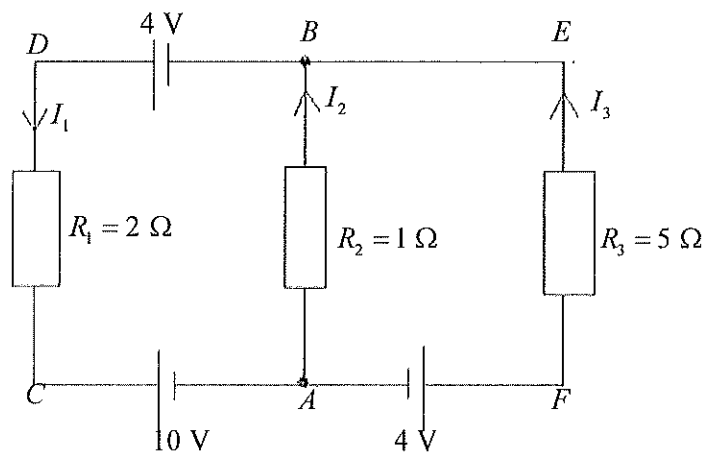 4 V
D B E
I₁ I₂ I₃
R₁ = 2 Ω R₂ = 1 Ω R₃ = 5 Ω
C A F
10 V 4 V